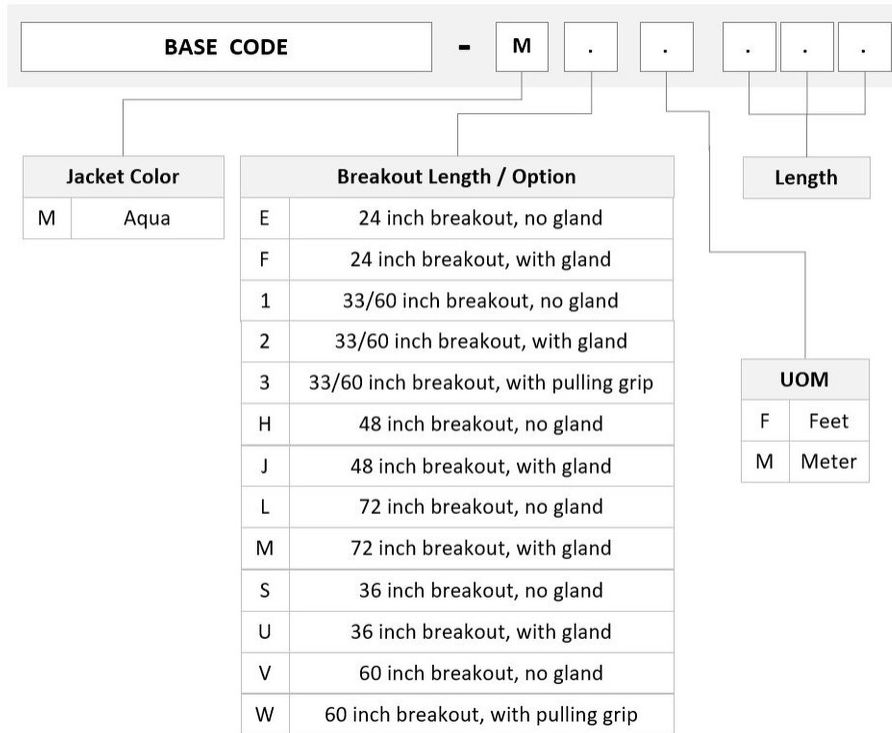 BASE CODE - M . . . . .
Jacket Color
M Aqua
Breakout Length / Option
E 24 inch breakout, no gland
F 24 inch breakout, with gland
1 33/60 inch breakout, no gland
2 33/60 inch breakout, with gland
3 33/60 inch breakout, with pulling grip
H 48 inch breakout, no gland
J 48 inch breakout, with gland
L 72 inch breakout, no gland
M 72 inch breakout, with gland
S 36 inch breakout, no gland
U 36 inch breakout, with gland
V 60 inch breakout, no gland
W 60 inch breakout, with pulling grip
Length
UOM
F Feet
M Meter